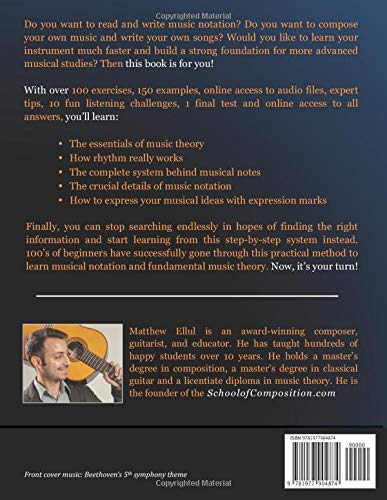 Copyrighted Material
Do you want to read and write music notation? Do you want to compose
your own music and write your own songs? Would you like to learn your
instrument much faster and build a strong foundation for more advanced
musical studies? Then this book is for you!
With over 100 exercises, 150 examples, online access to audio files, expert
tips, 10 fun listening challenges, 1 final test and online access to all
answers, you'll learn:
▪ The essentials of music theory
▪ How rhythm really works
▪ The complete system behind musical notes
▪ The crucial details of music notation
▪ How to express your musical ideas with expression marks
Finally, you can stop searching endlessly in hopes of finding the right
information and start learning from this step-by-step system instead.
100's of beginners have successfully gone through this practical method to
learn musical notation and fundamental music theory. Now, it's your turn!
Matthew Ellul is an award-winning composer,
guitarist, and educator. He has taught hundreds of
happy students over 10 years. He holds a master's
degree in composition, a master's degree in classical
guitar and a licentiate diploma in music theory. He is
the founder of the SchoolofComposition.com
ISBN 9781977904874
90000
9 781977 904874
Front cover music: Beethoven's 5th symphony theme
Copyrighted Material